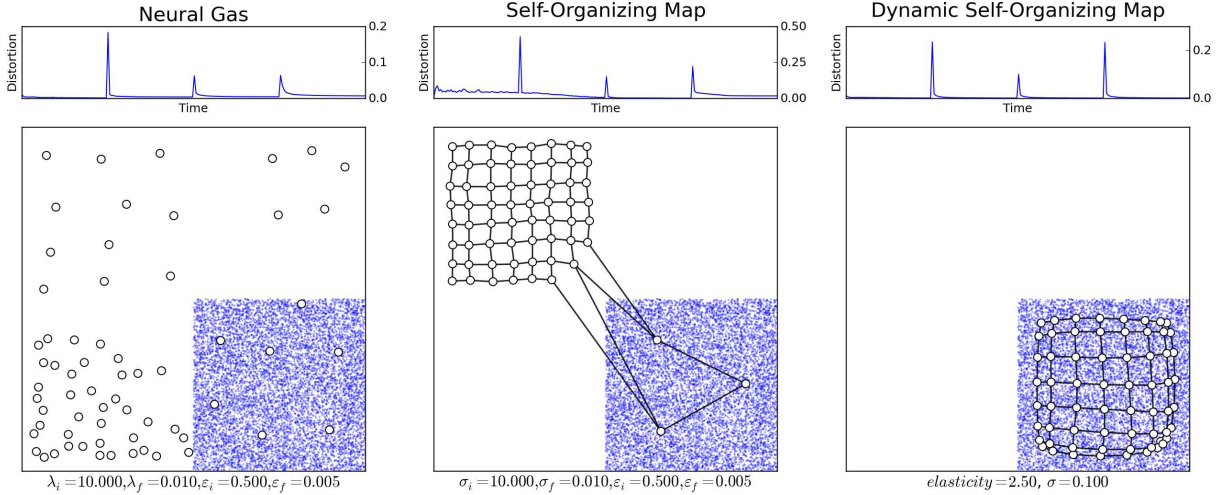 Neural Gas
Distortion
0.2
0.1
0.0
Time
λi =10.000,λf =0.010,εi =0.500,εf =0.005
Self-Organizing Map
Distortion
0.50
0.25
0.00
Time
σi =10.000,σf =0.010,εi =0.500,εf =0.005
Dynamic Self-Organizing Map
Distortion
0.2
0.0
Time
elasticity =2.50, σ =0.100